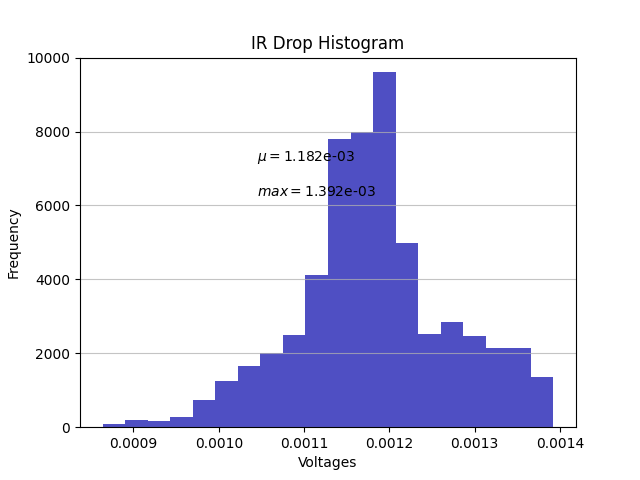 IR Drop Histogram
10000
8000
6000
4000
2000
0
Frequency
μ = 1.182e-03
max = 1.392e-03
0.0009 0.0010 0.0011 0.0012 0.0013 0.0014
Voltages